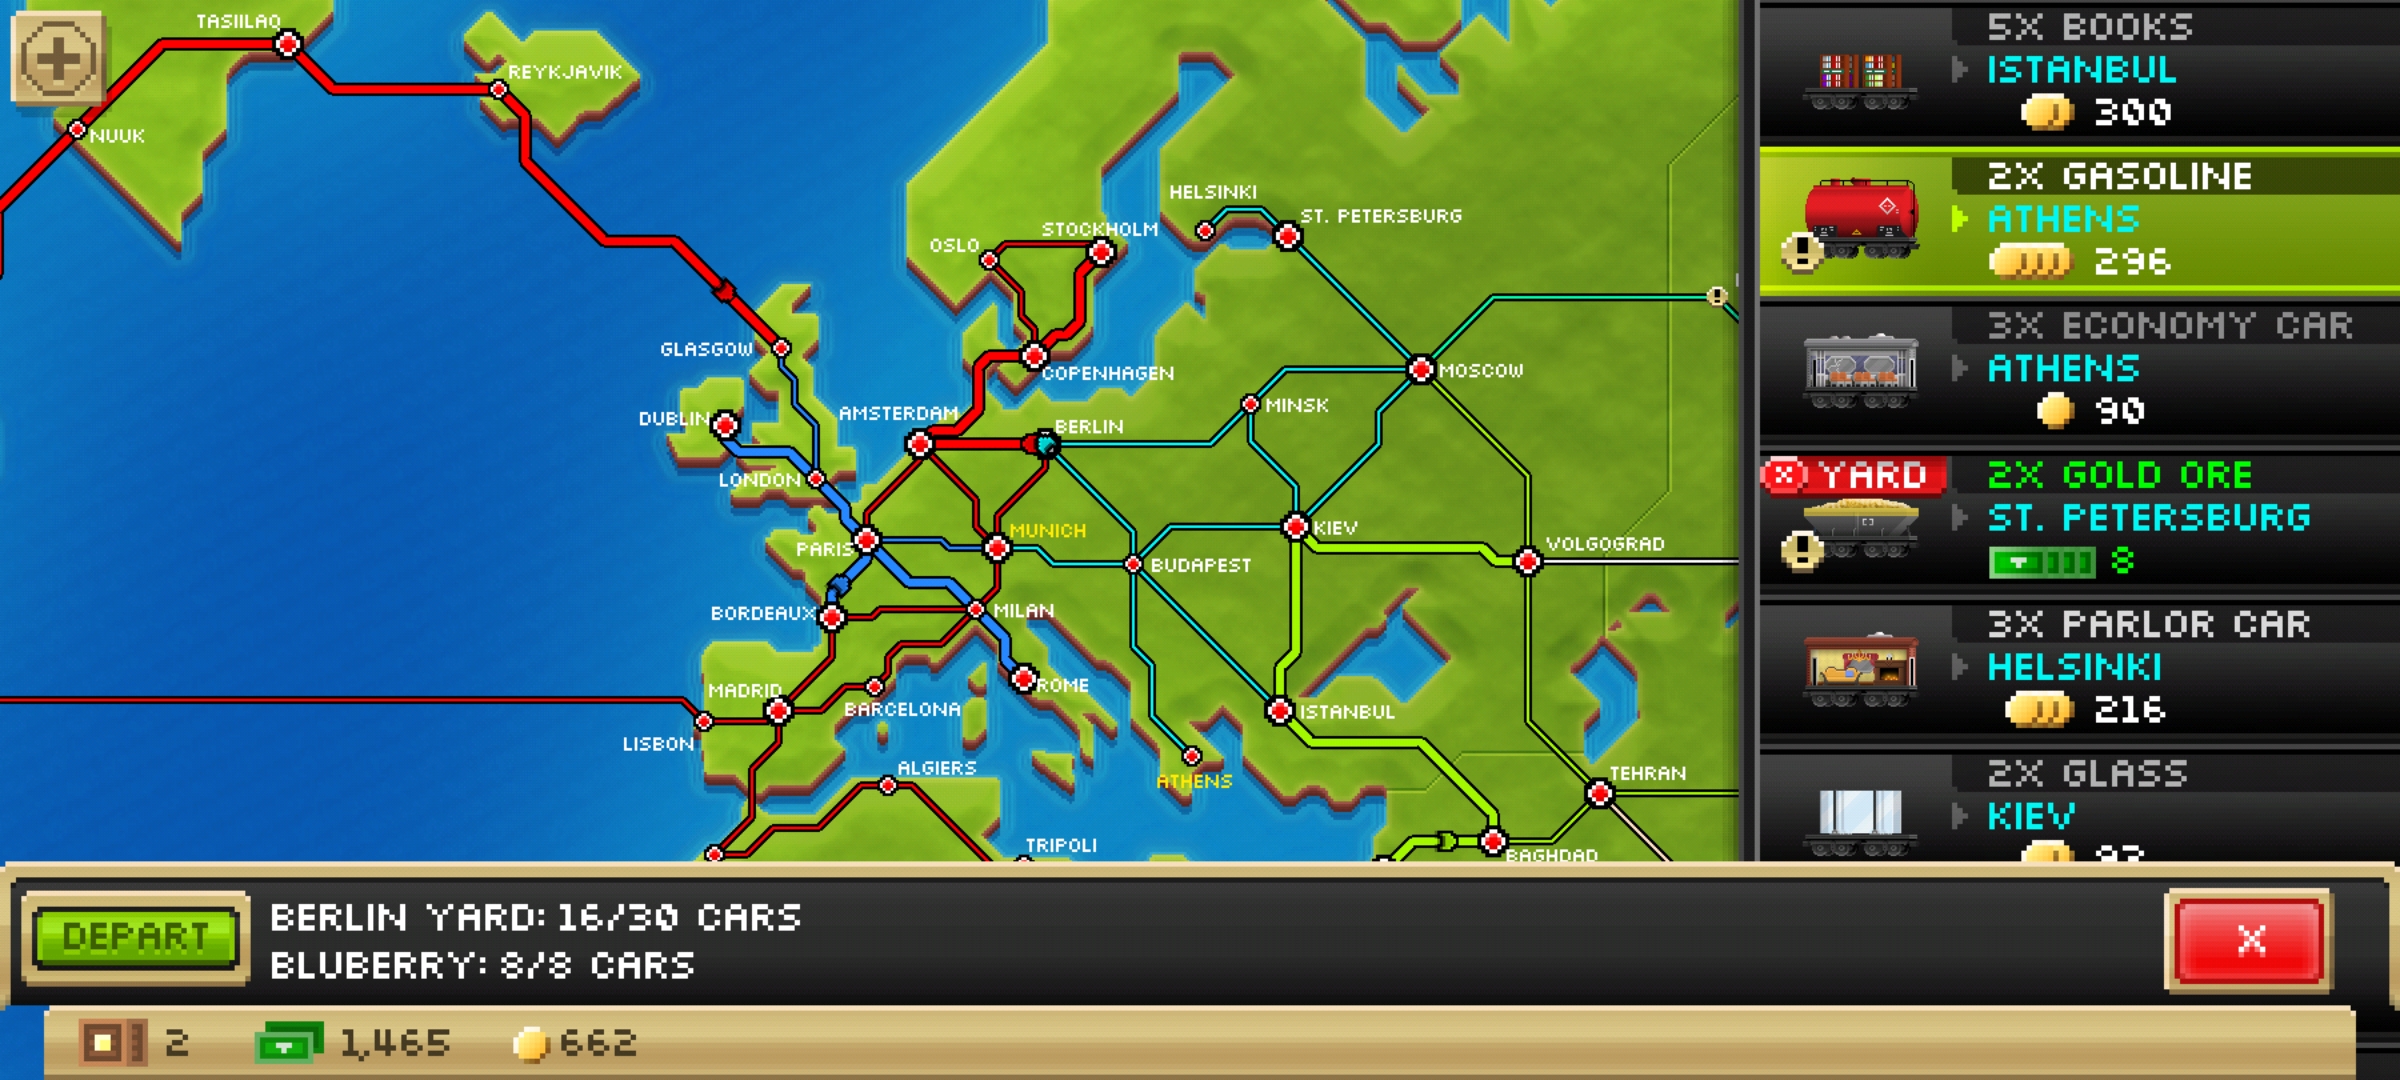 TASIILAQ
REYKJAVIK
NUUK
HELSINKI
ST. PETERSBURG
STOCKHOLM
OSLO
GLASGOW
COPENHAGEN
MOSCOW
DUBLIN
AMSTERDAM
BERLIN
MINSK
LONDON
MUNICH
KIEV
PARIS
VOLGOGRAD
BUDAPEST
BORDEAUX
MILAN
MADRID
ROME
BARCELONA
ISTANBUL
LISBON
ALGIERS
ATHENS
TEHRAN
TRIPOLI
BAGHDAD
5X BOOKS
ISTANBUL
300
2X GASOLINE
ATHENS
296
3X ECONOMY CAR
ATHENS
90
X YARD
2X GOLD ORE
ST. PETERSBURG
8
3X PARLOR CAR
HELSINKI
216
2X GLASS
KIEV
DEPART
BERLIN YARD: 16/30 CARS
BLUBERRY: 8/8 CARS
X
2
1,465
662